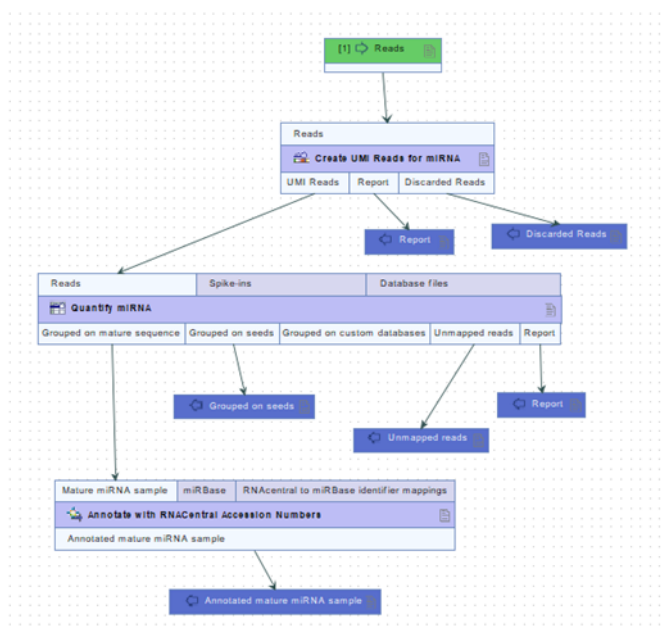 [1] Reads
Reads
Create UMI Reads for miRNA
UMI Reads Report Discarded Reads
Report
Discarded Reads
Reads Spike-ins Database files
Quantify miRNA
Grouped on mature sequence Grouped on seeds Grouped on custom databases Unmapped reads Report
Grouped on seeds
Report
Unmapped reads
Mature miRNA sample miRBase RNAcentral to miRBase identifier mappings
Annotate with RNACentral Accession Numbers
Annotated mature miRNA sample
Annotated mature miRNA sample